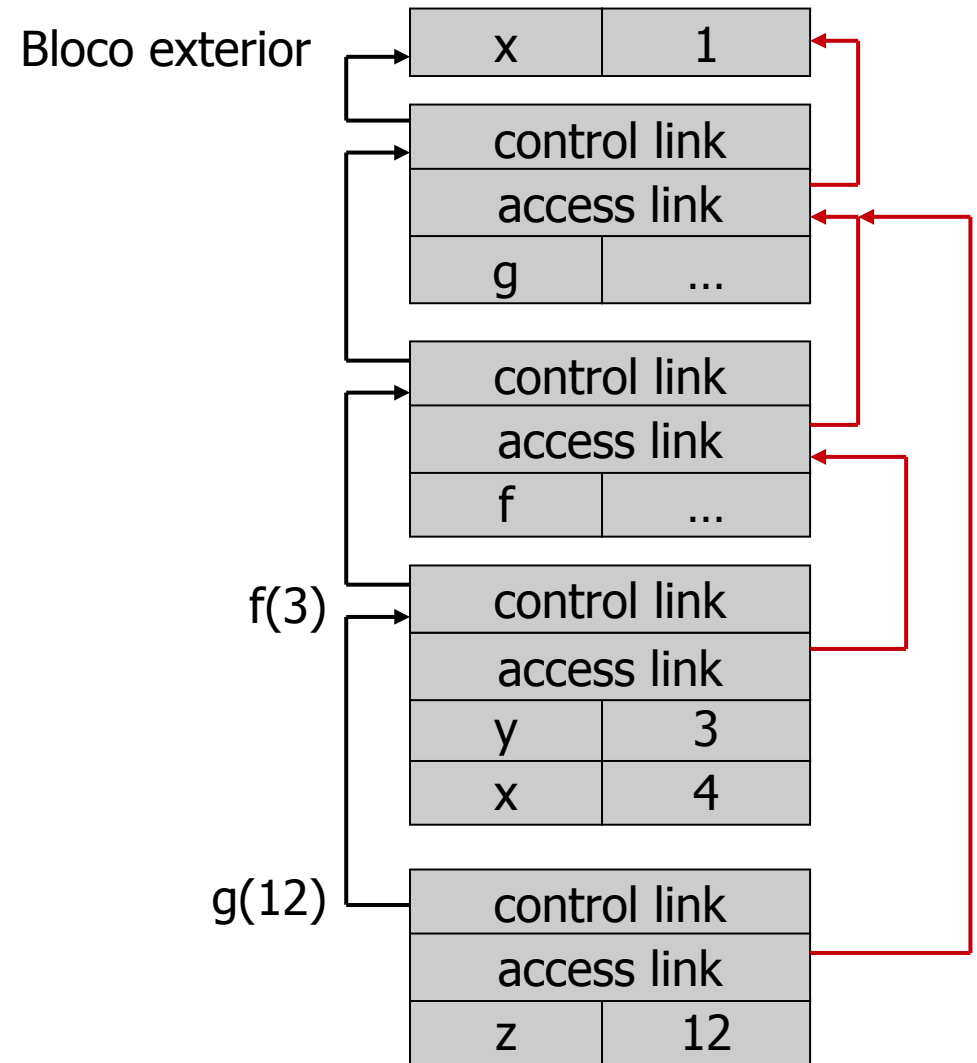 Bloco exterior
x 1
control link
access link
g ...
control link
access link
f ...
f(3)
control link
access link
y 3
x 4
g(12)
control link
access link
z 12